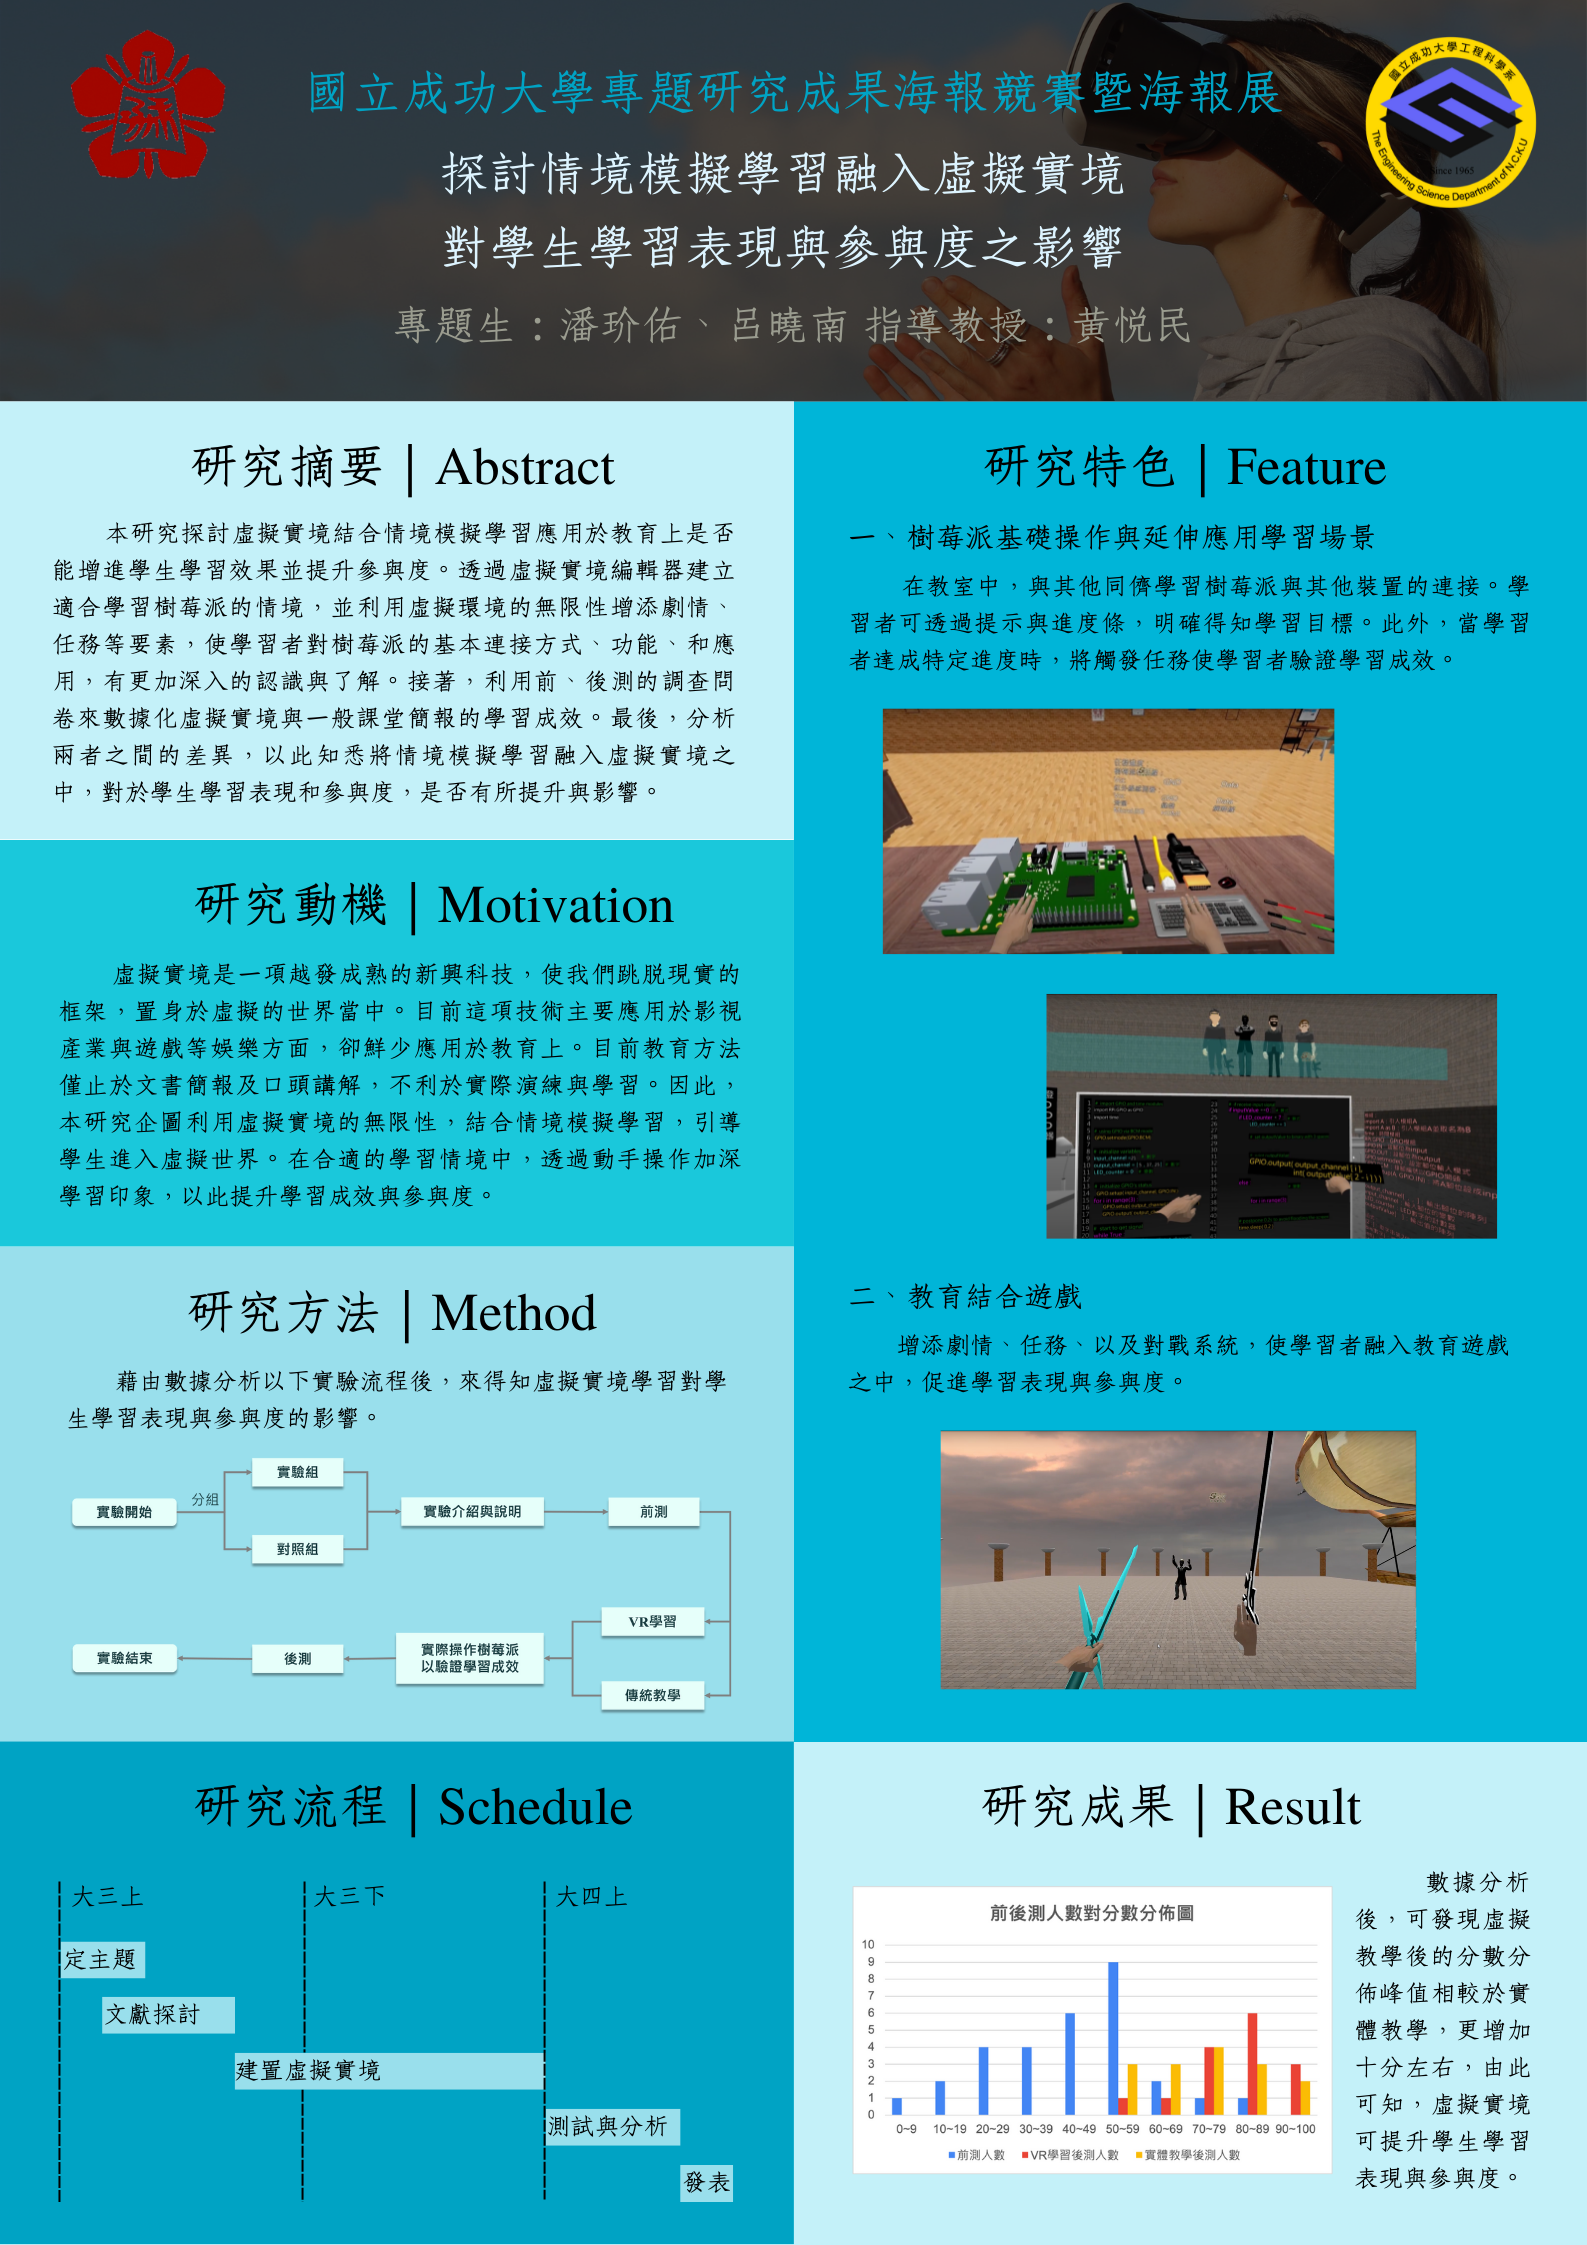 國立成功大學工程科學系
The Engineering Science Department of N.C.K.U
Since 1965
國立成功大學專題研究成果海報競賽暨海報展
探討情境模擬學習融入虛擬實境
對學生學習表現與參與度之影響
專題生：潘玠佑、呂曉南 指導教授：黃悦民
研究摘要 | Abstract
本研究探討虛擬實境結合情境模擬學習應用於教育上是否
能增進學生學習效果並提升參與度。透過虛擬實境編輯器建立
適合學習樹莓派的情境，並利用虛擬環境的無限性增添劇情、
任務等要素，使學習者對樹莓派的基本連接方式、功能、和應
用，有更加深入的認識與了解。接著，利用前、後測的調查問
卷來數據化虛擬實境與一般課堂簡報的學習成效。最後，分析
兩者之間的差異，以此知悉將情境模擬學習融入虛擬實境之
中，對於學生學習表現和參與度，是否有所提升與影響。
研究動機 | Motivation
虛擬實境是一項越發成熟的新興科技，使我們跳脱現實的
框架，置身於虛擬的世界當中。目前這項技術主要應用於影視
產業與遊戲等娛樂方面，卻鮮少應用於教育上。目前教育方法
僅止於文書簡報及口頭講解，不利於實際演練與學習。因此，
本研究企圖利用虛擬實境的無限性，結合情境模擬學習，引導
學生進入虛擬世界。在合適的學習情境中，透過動手操作加深
學習印象，以此提升學習成效與參與度。
研究方法 | Method
藉由數據分析以下實驗流程後，來得知虛擬實境學習對學
生學習表現與參與度的影響。
實驗開始
分組
實驗組
對照組
實驗介紹與說明
前測
VR學習
傳統教學
實際操作樹莓派
以驗證學習成效
後測
實驗結束
研究流程 | Schedule
大三上
大三下
大四上
定主題
文獻探討
建置虛擬實境
測試與分析
發表
研究特色 | Feature
一、樹莓派基礎操作與延伸應用學習場景
在教室中，與其他同儕學習樹莓派與其他裝置的連接。學
習者可透過提示與進度條，明確得知學習目標。此外，當學習
者達成特定進度時，將觸發任務使學習者驗證學習成效。
GPIO.output( output_channel [ i ],
int( outputValue[ 2 - i ] ) )
二、教育結合遊戲
增添劇情、任務、以及對戰系統，使學習者融入教育遊戲
之中，促進學習表現與參與度。
研究成果 | Result
前後測人數對分數分佈圖
10
9
8
7
6
5
4
3
2
1
0
0~9 10~19 20~29 30~39 40~49 50~59 60~69 70~79 80~89 90~100
前測人數 VR學習後測人數 實體教學後測人數
數據分析
後，可發現虛擬
教學後的分數分
佈峰值相較於實
體教學，更增加
十分左右，由此
可知，虛擬實境
可提升學生學習
表現與參與度。